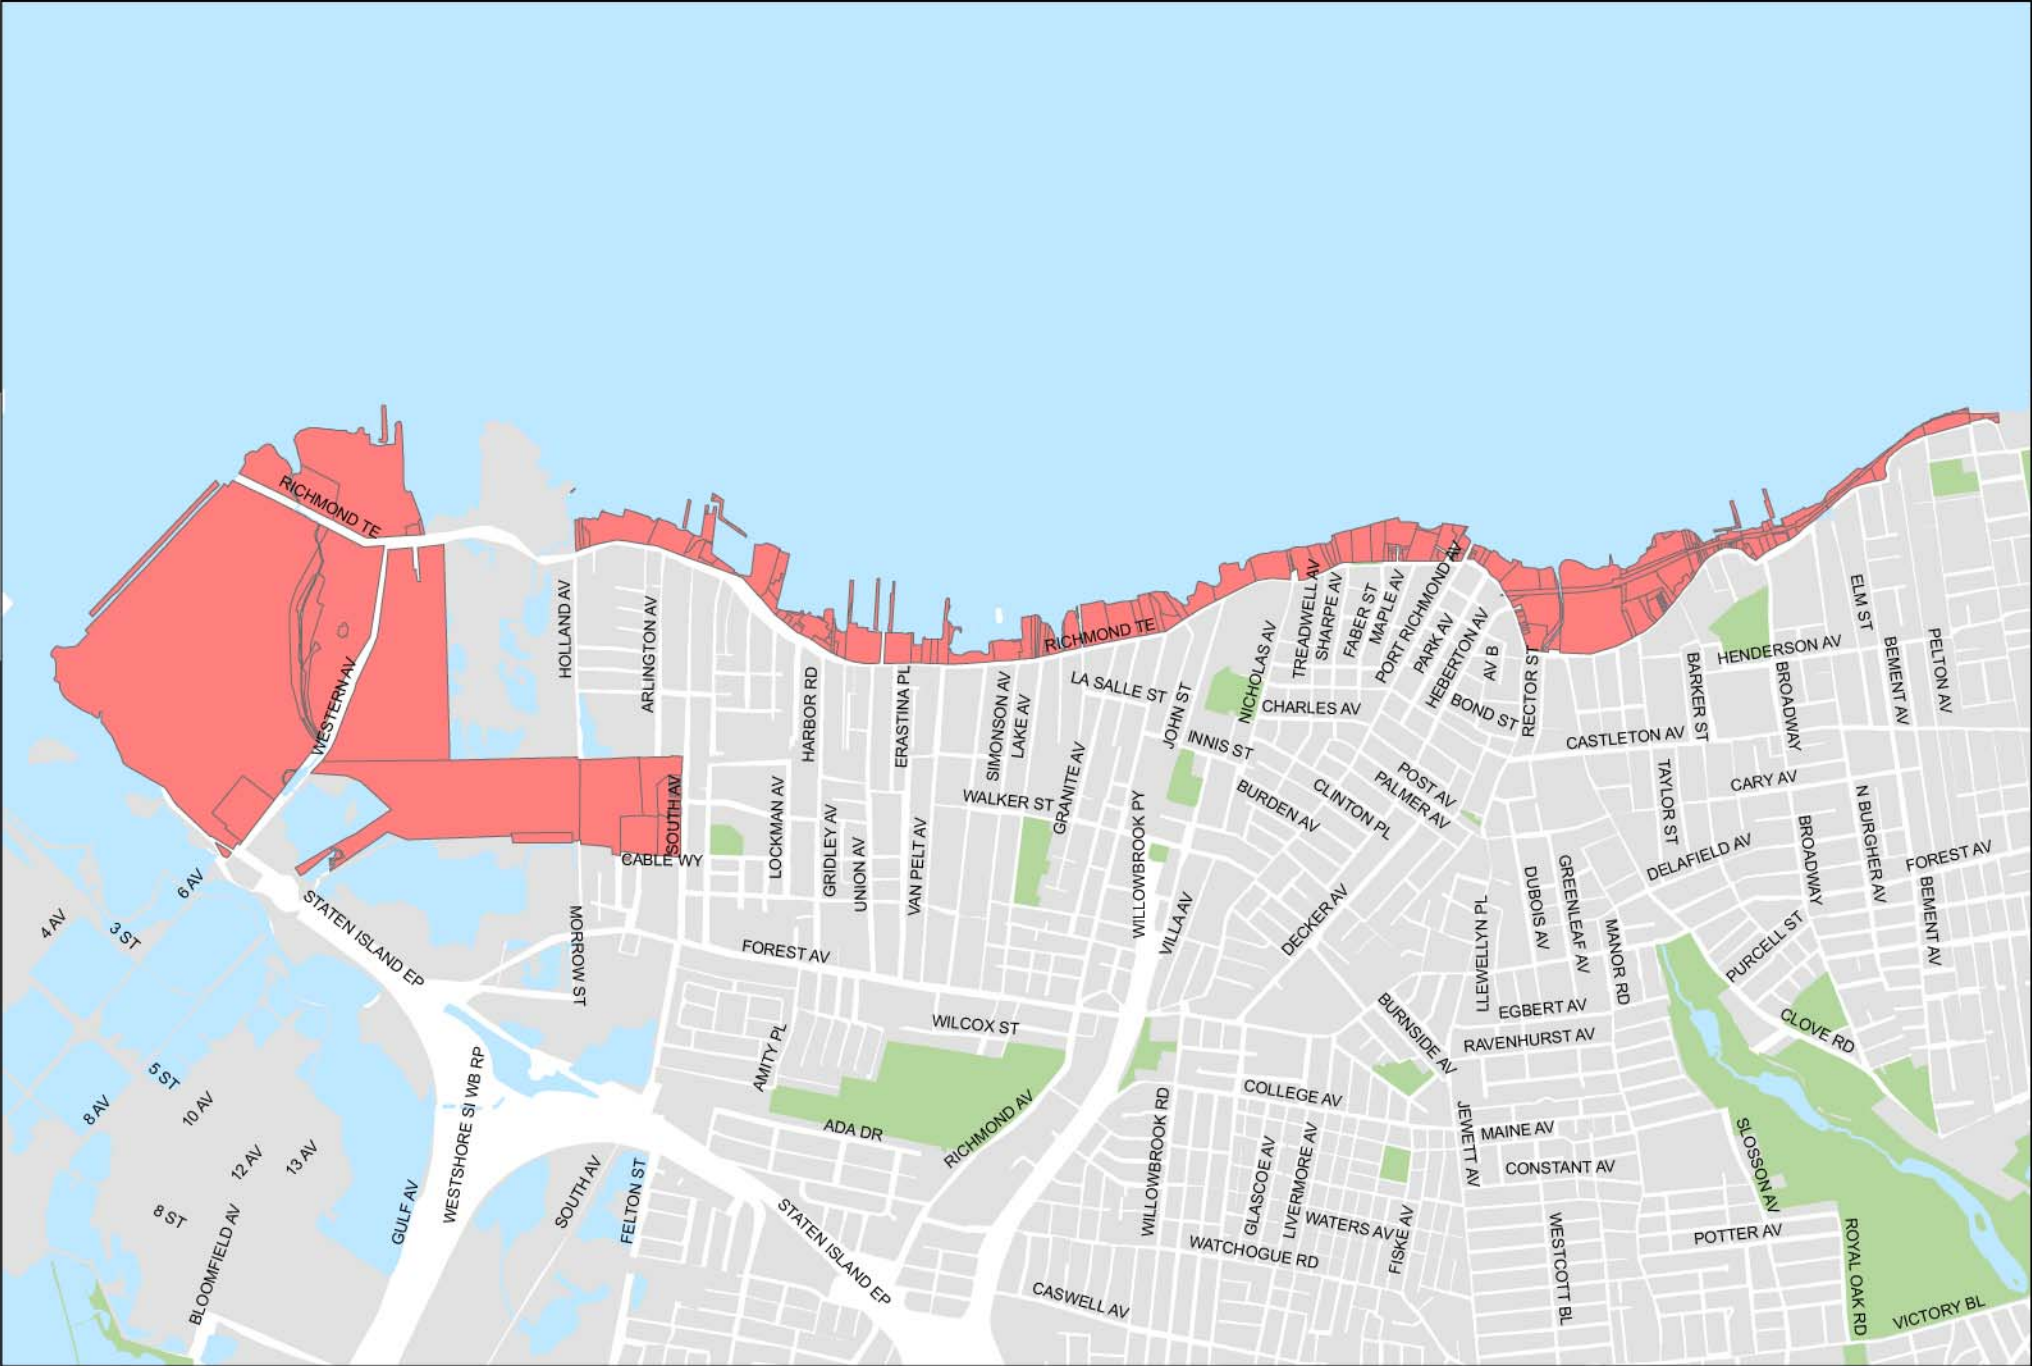 RICHMOND TE
WESTERN AV
HOLLAND AV
ARLINGTON AV
SOUTH AV
CABLE WY
HARBOR RD
LOCKMAN AV
GRIDLEY AV
UNION AV
ERASTINA PL
VAN PELT AV
SIMONSON AV
LAKE AV
WALKER ST
GRANITE AV
RICHMOND TE
LA SALLE ST
JOHN ST
INNIS ST
NICHOLAS AV
CHARLES AV
TREADWELL AV
SHARPE AV
FABER ST
MAPLE AV
PORT RICHMOND AV
PARK AV
HEBERTON AV
AV B
BOND ST
RECTOR ST
BURDEN AV
CLINTON PL
POST AV
PALMER AV
CASTLETON AV
BARKER ST
HENDERSON AV
BROADWAY
ELM ST
BEMENT AV
PELTON AV
TAYLOR ST
CARY AV
DELAFIELD AV
BROADWAY
N BURGHER AV
FOREST AV
BEMENT AV
WILLOWBROOK PY
VILLA AV
DECKER AV
LLEWELLYN PL
DUBOIS AV
GREENLEAF AV
MANOR RD
PURCELL ST
CLOVE RD
EGBERT AV
RAVENHURST AV
BURNSIDE AV
6 AV
4 AV
3 ST
STATEN ISLAND EP
MORROW ST
FOREST AV
WILCOX ST
AMITY PL
ADA DR
RICHMOND AV
5 ST
8 AV
10 AV
12 AV
13 AV
8 ST
BLOOMFIELD AV
GULF AV
WESTSHORE SI WB RP
SOUTH AV
FELTON ST
STATEN ISLAND EP
CASWELL AV
WILLOWBROOK RD
COLLEGE AV
GLASCOE AV
LIVERMORE AV
WATERS AV
WATCHOGUE RD
FISKE AV
JEWETT AV
MAINE AV
CONSTANT AV
WESTCOTT BL
POTTER AV
SLOSSON AV
ROYAL OAK RD
VICTORY BL